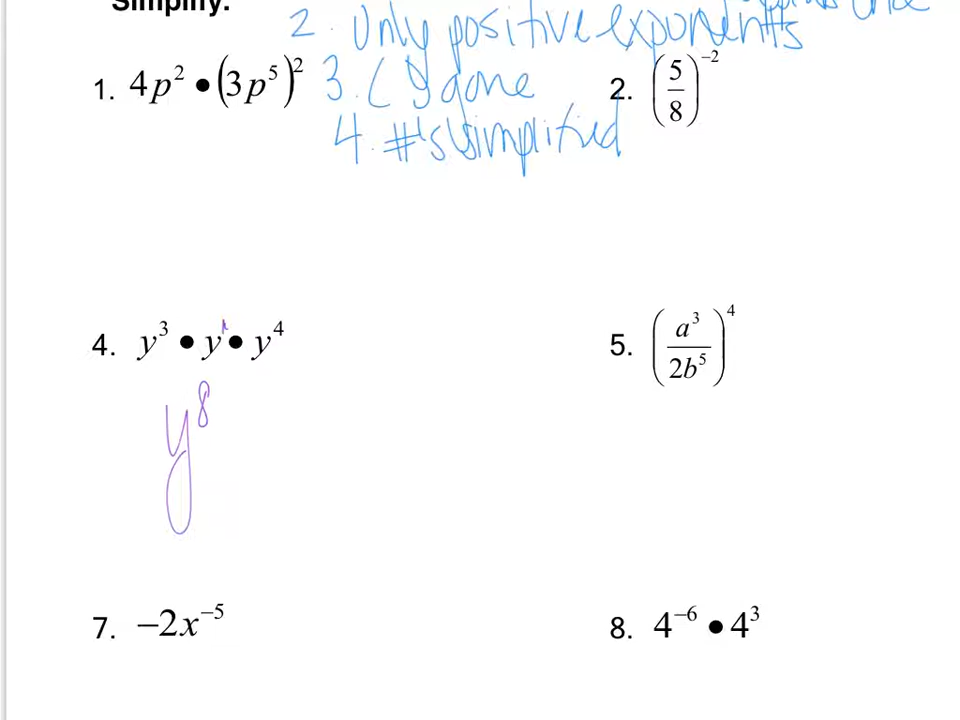 Simplify.
2. Only positive exponents
1. 4p² • (3p⁵)² 3. ( ) done 2. (5/8)⁻²
4. #'s simplified
4. y³ • y¹ • y⁴ 5. (a³/2b⁵)⁴
y⁸
7. −2x⁻⁵ 8. 4⁻⁶ • 4³